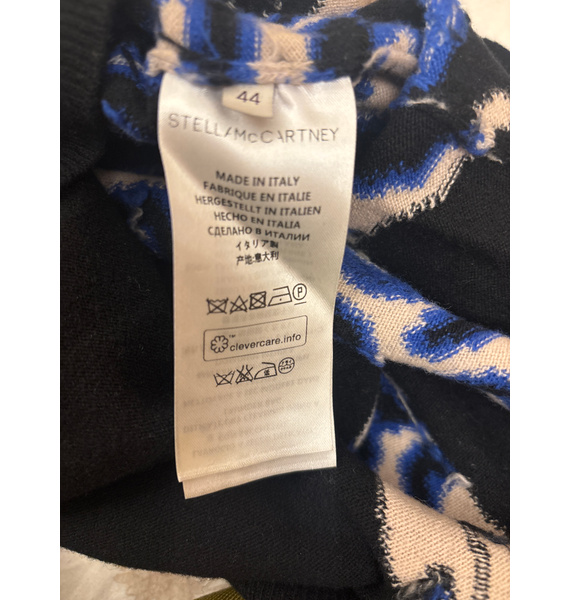 44
STELLA McCARTNEY
MADE IN ITALY
FABRIQUE EN ITALIE
HERGESTELLT IN ITALIEN
HECHO EN ITALIA
СДЕЛАНО В ИТАЛИИ
イタリア製
产地:意大利
P
™ clevercare.info